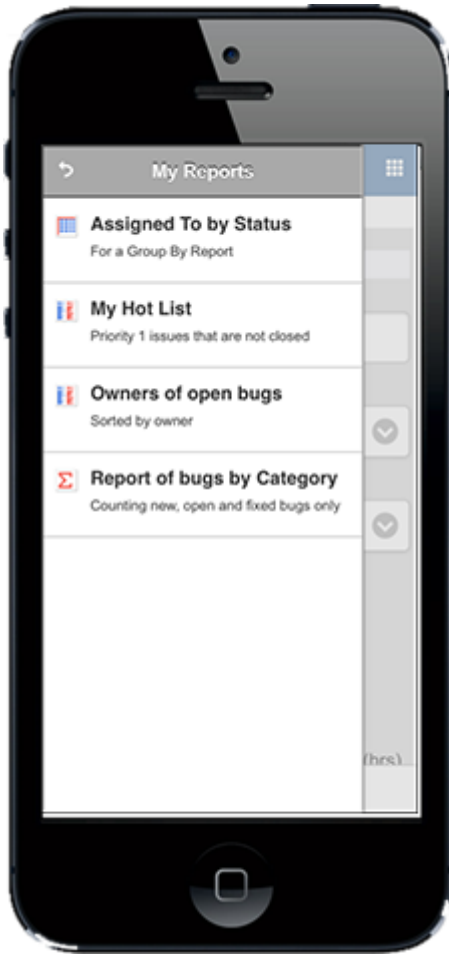 My Reports
Assigned To by Status
For a Group By Report
My Hot List
Priority 1 issues that are not closed
Owners of open bugs
Sorted by owner
Report of bugs by Category
Counting new, open and fixed bugs only
(hrs)